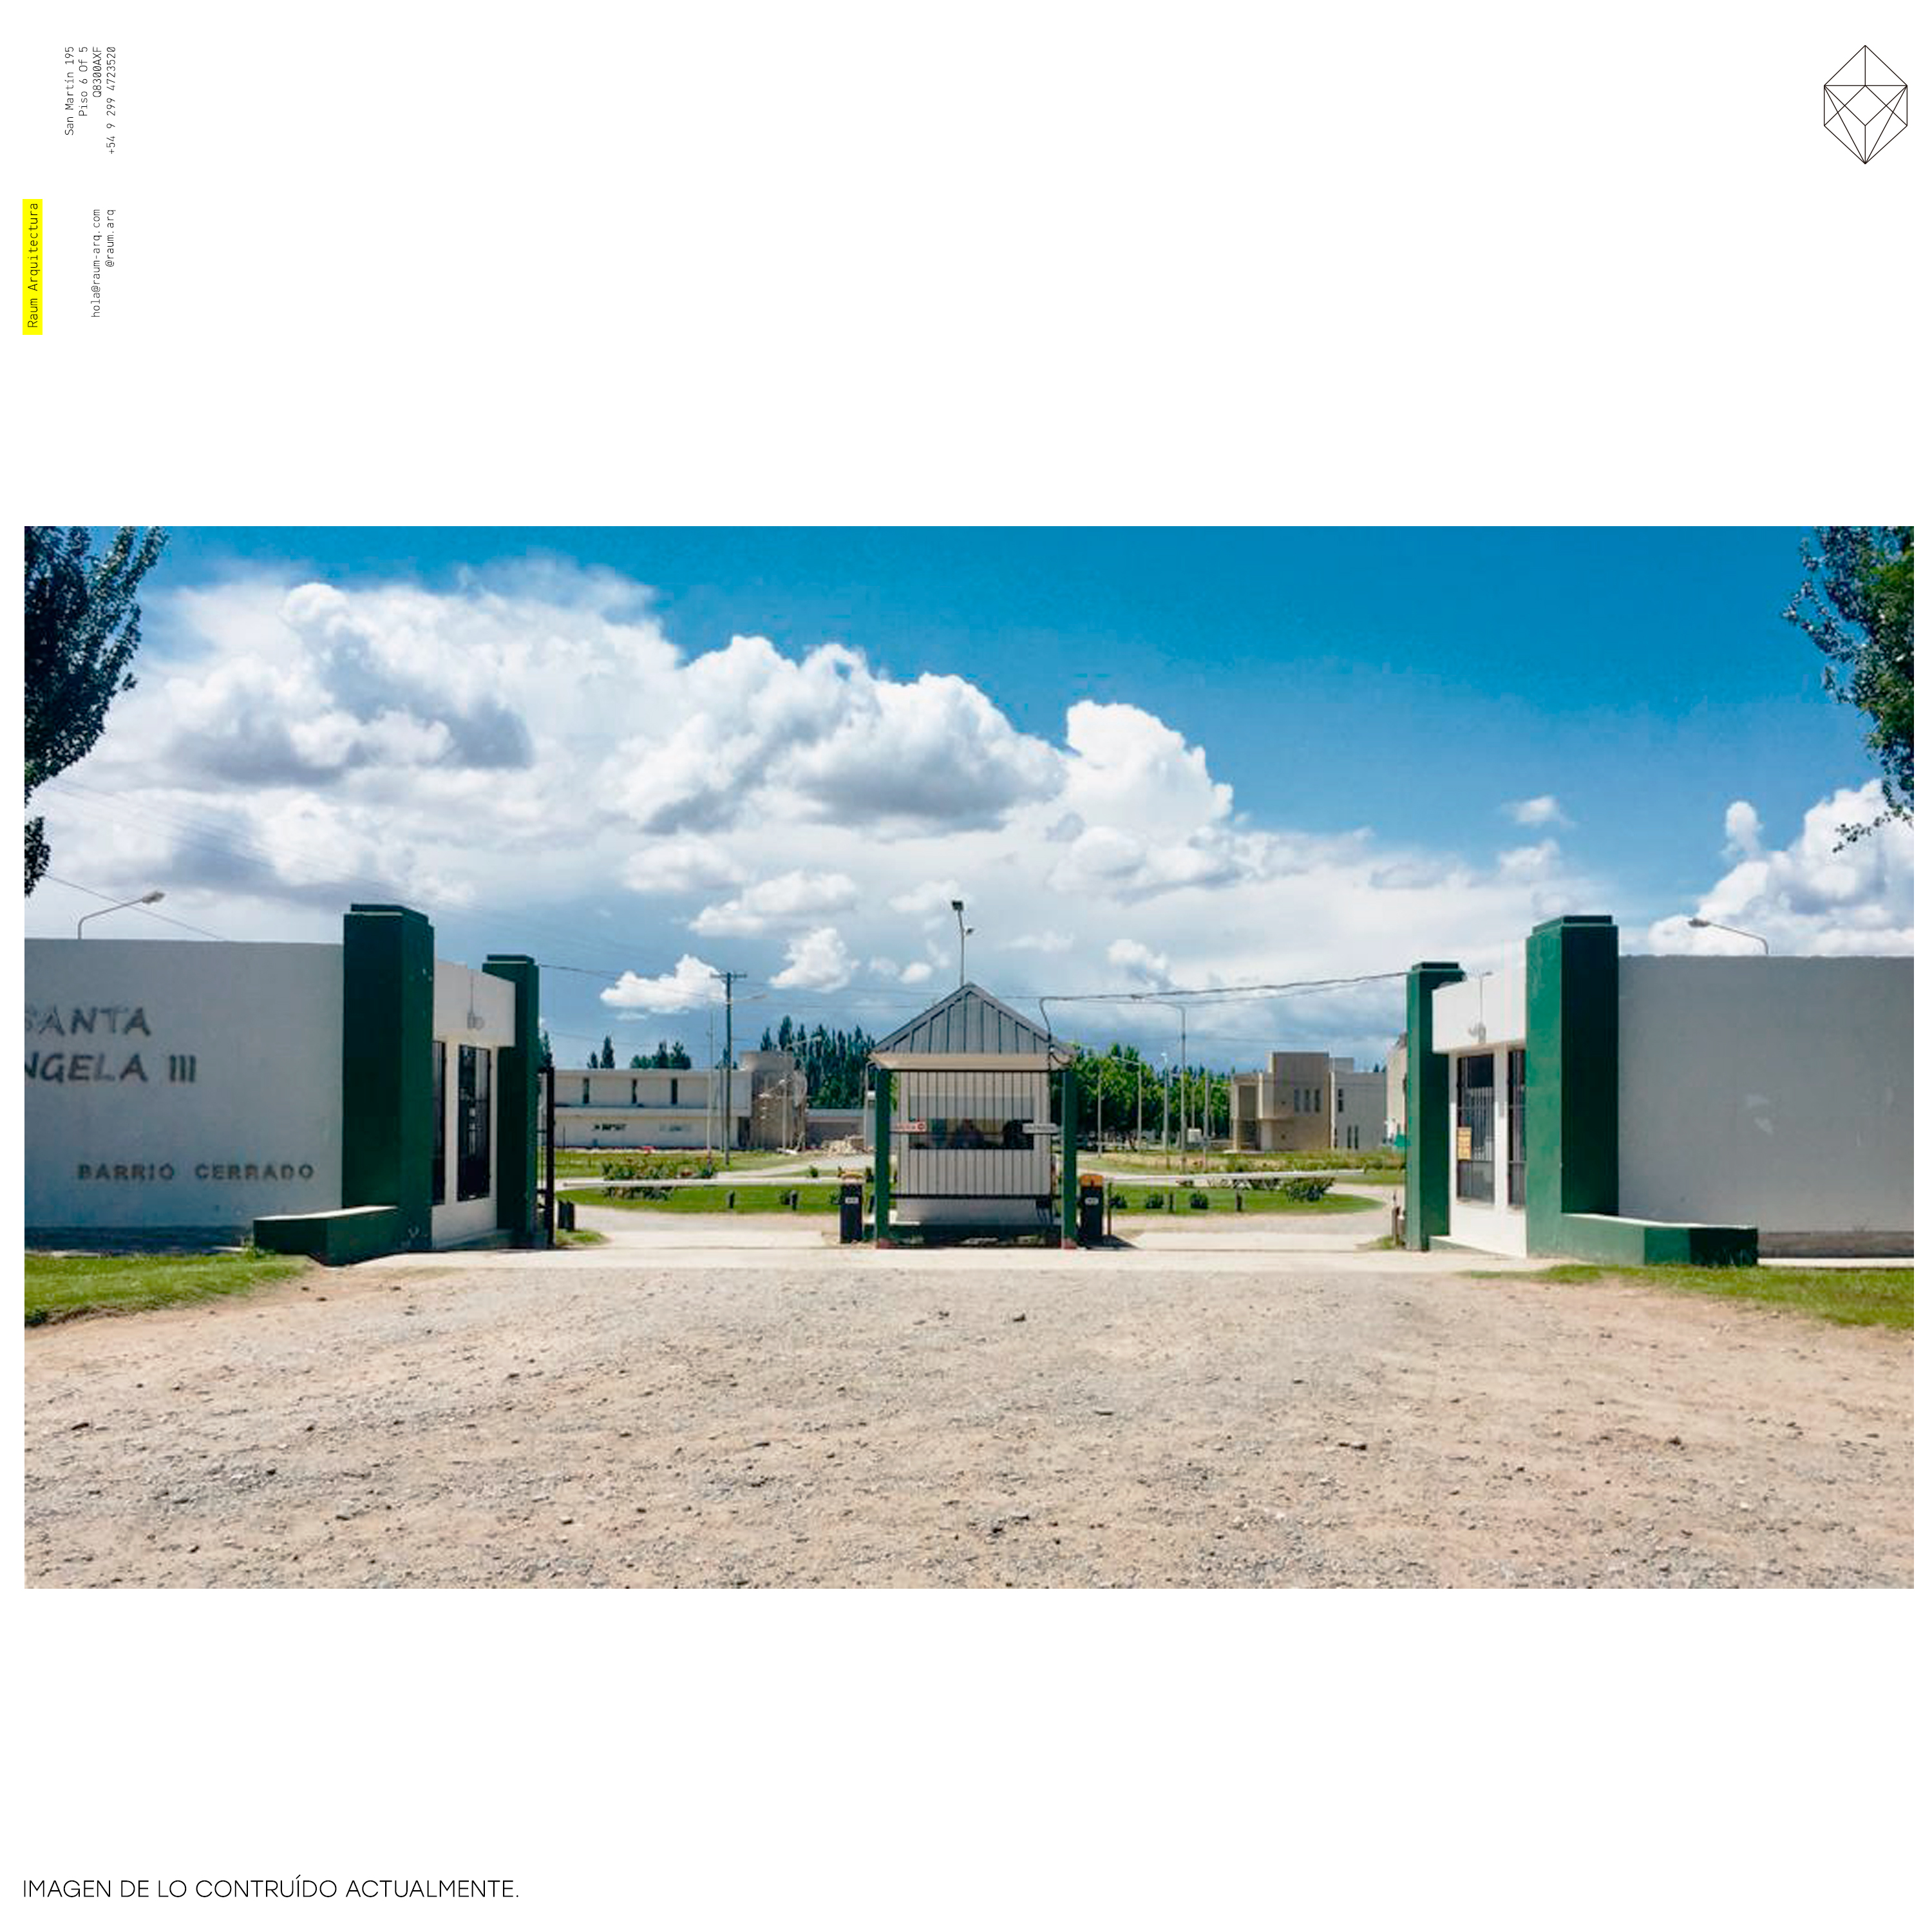 San Martín 195
Piso 6 Of 5
Q8300AXF
+54 9 299 4723520
Raum Arquitectura
hola@raum-arq.com
@raum.arq
SANTA
NGELA III
BARRIO CERRADO
IMAGEN DE LO CONTRUÍDO ACTUALMENTE.